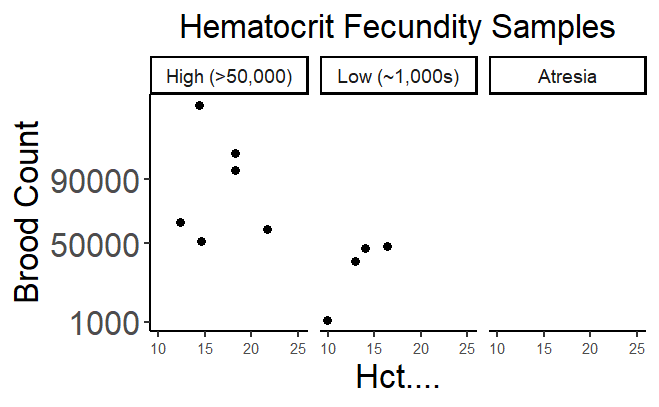 Hematocrit Fecundity Samples
High (>50,000) Low (~1,000s) Atresia
Brood Count
90000
50000
1000
10 15 20 25 10 15 20 25 10 15 20 25
Hct....